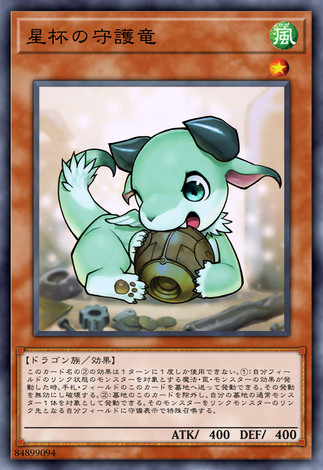 星杯の守護竜
風
【ドラゴン族/効果】
このカード名の②の効果は1ターンに1度しか使用できない。①:自分フィー
ルドのリンク状態のモンスターを対象とする魔法・罠・モンスターの効果が発
動した時、手札・フィールドのこのカードを墓地へ送って発動できる。その発動
を無効にし破壊する。②:墓地のこのカードを除外し、自分の墓地の通常モンス
ター1体を対象として発動できる。そのモンスターをリンクモンスターのリン
ク先となる自分フィールドに守備表示で特殊召喚する。
ATK/ 400 DEF/ 400
84899094